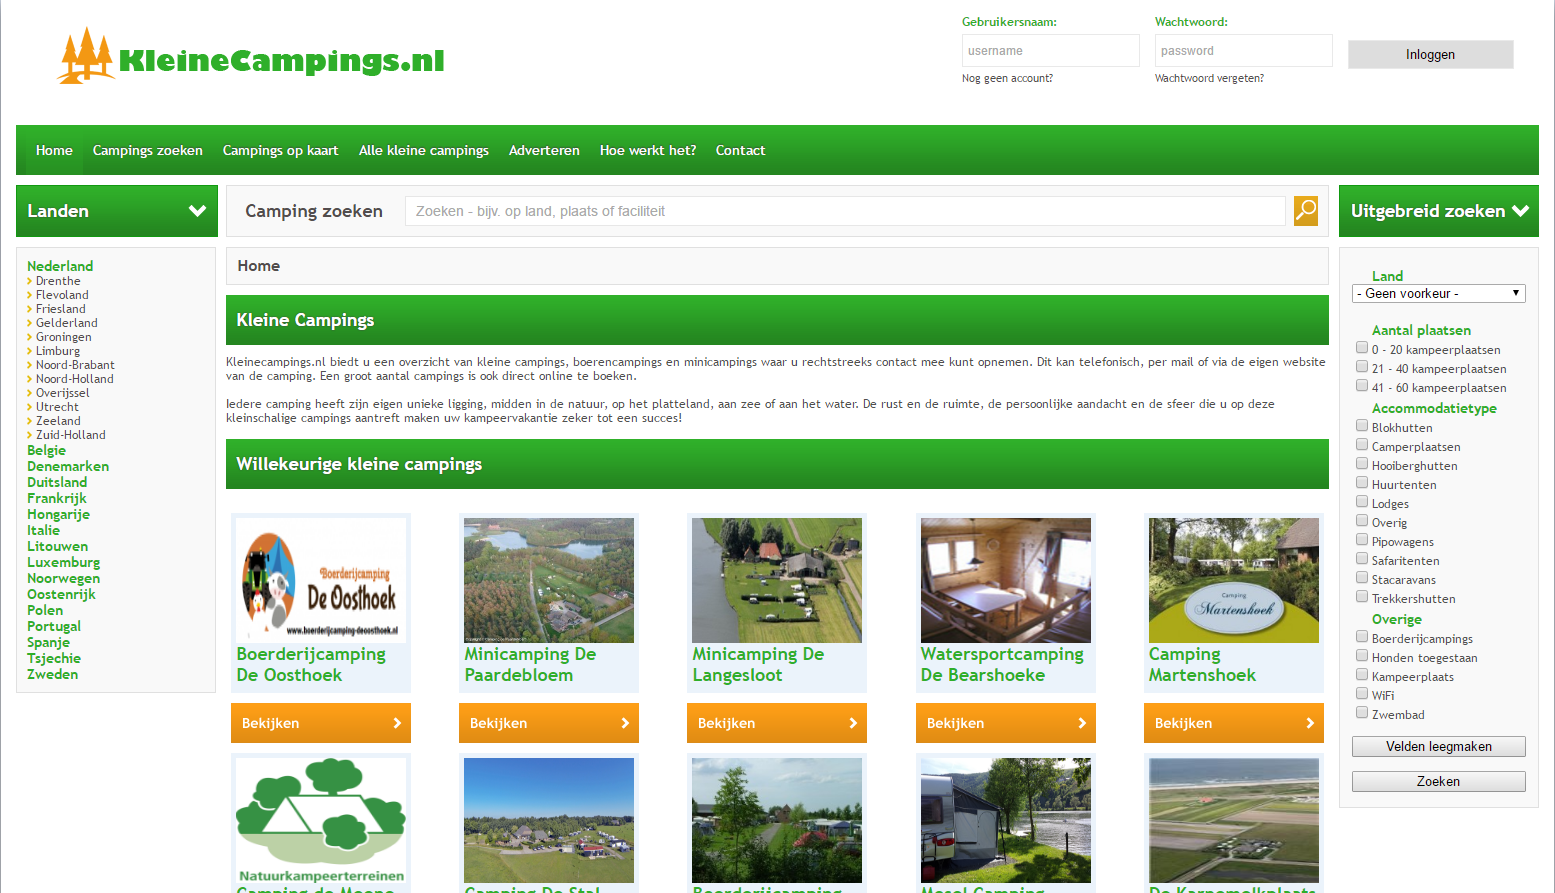 KleineCampings.nl
Gebruikersnaam:
Wachtwoord:
username
password
Inloggen
Nog geen account?
Wachtwoord vergeten?
Home
Campings zoeken
Campings op kaart
Alle kleine campings
Adverteren
Hoe werkt het?
Contact
Landen
Camping zoeken
Zoeken - bijv. op land, plaats of faciliteit
Uitgebreid zoeken
Nederland
Drenthe
Flevoland
Friesland
Gelderland
Groningen
Limburg
Noord-Brabant
Noord-Holland
Overijssel
Utrecht
Zeeland
Zuid-Holland
Belgie
Denemarken
Duitsland
Frankrijk
Hongarije
Italie
Litouwen
Luxemburg
Noorwegen
Oostenrijk
Polen
Portugal
Spanje
Tsjechie
Zweden
Home
Kleine Campings
Kleinecampings.nl biedt u een overzicht van kleine campings, boerencampings en minicampings waar u rechtstreeks contact mee kunt opnemen. Dit kan telefonisch, per mail of via de eigen website
van de camping. Een groot aantal campings is ook direct online te boeken.
Iedere camping heeft zijn eigen unieke ligging, midden in de natuur, op het platteland, aan zee of aan het water. De rust en de ruimte, de persoonlijke aandacht en de sfeer die u op deze
kleinschalige campings aantreft maken uw kampeervakantie zeker tot een succes!
Willekeurige kleine campings
Boerderijcamping
De Oosthoek
www.boerderijcamping-deoosthoek.nl
Boerderijcamping
De Oosthoek
Bekijken
Minicamping De
Paardebloem
Bekijken
Minicamping De
Langesloot
Bekijken
Watersportcamping
De Bearshoeke
Bekijken
Camping
Martenshoek
Camping
Martenshoek
Bekijken
Natuurkampeerterreinen
Camping de Moene
Camping De Stal
Boerderijcamping
Mosel Camping
De Karnemelkplaats
Land
- Geen voorkeur -
Aantal plaatsen
0 - 20 kampeerplaatsen
21 - 40 kampeerplaatsen
41 - 60 kampeerplaatsen
Accommodatietype
Blokhutten
Camperplaatsen
Hooiberghutten
Huurtenten
Lodges
Overig
Pipowagens
Safaritenten
Stacaravans
Trekkershutten
Overige
Boerderijcampings
Honden toegestaan
Kampeerplaats
WiFi
Zwembad
Velden leegmaken
Zoeken